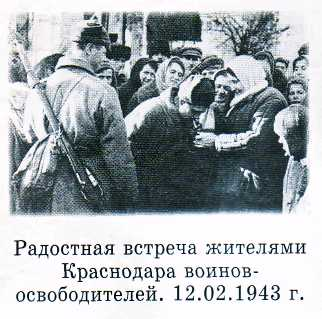 Радостная встреча жителями
Краснодара воинов-
освободителей. 12.02.1943 г.